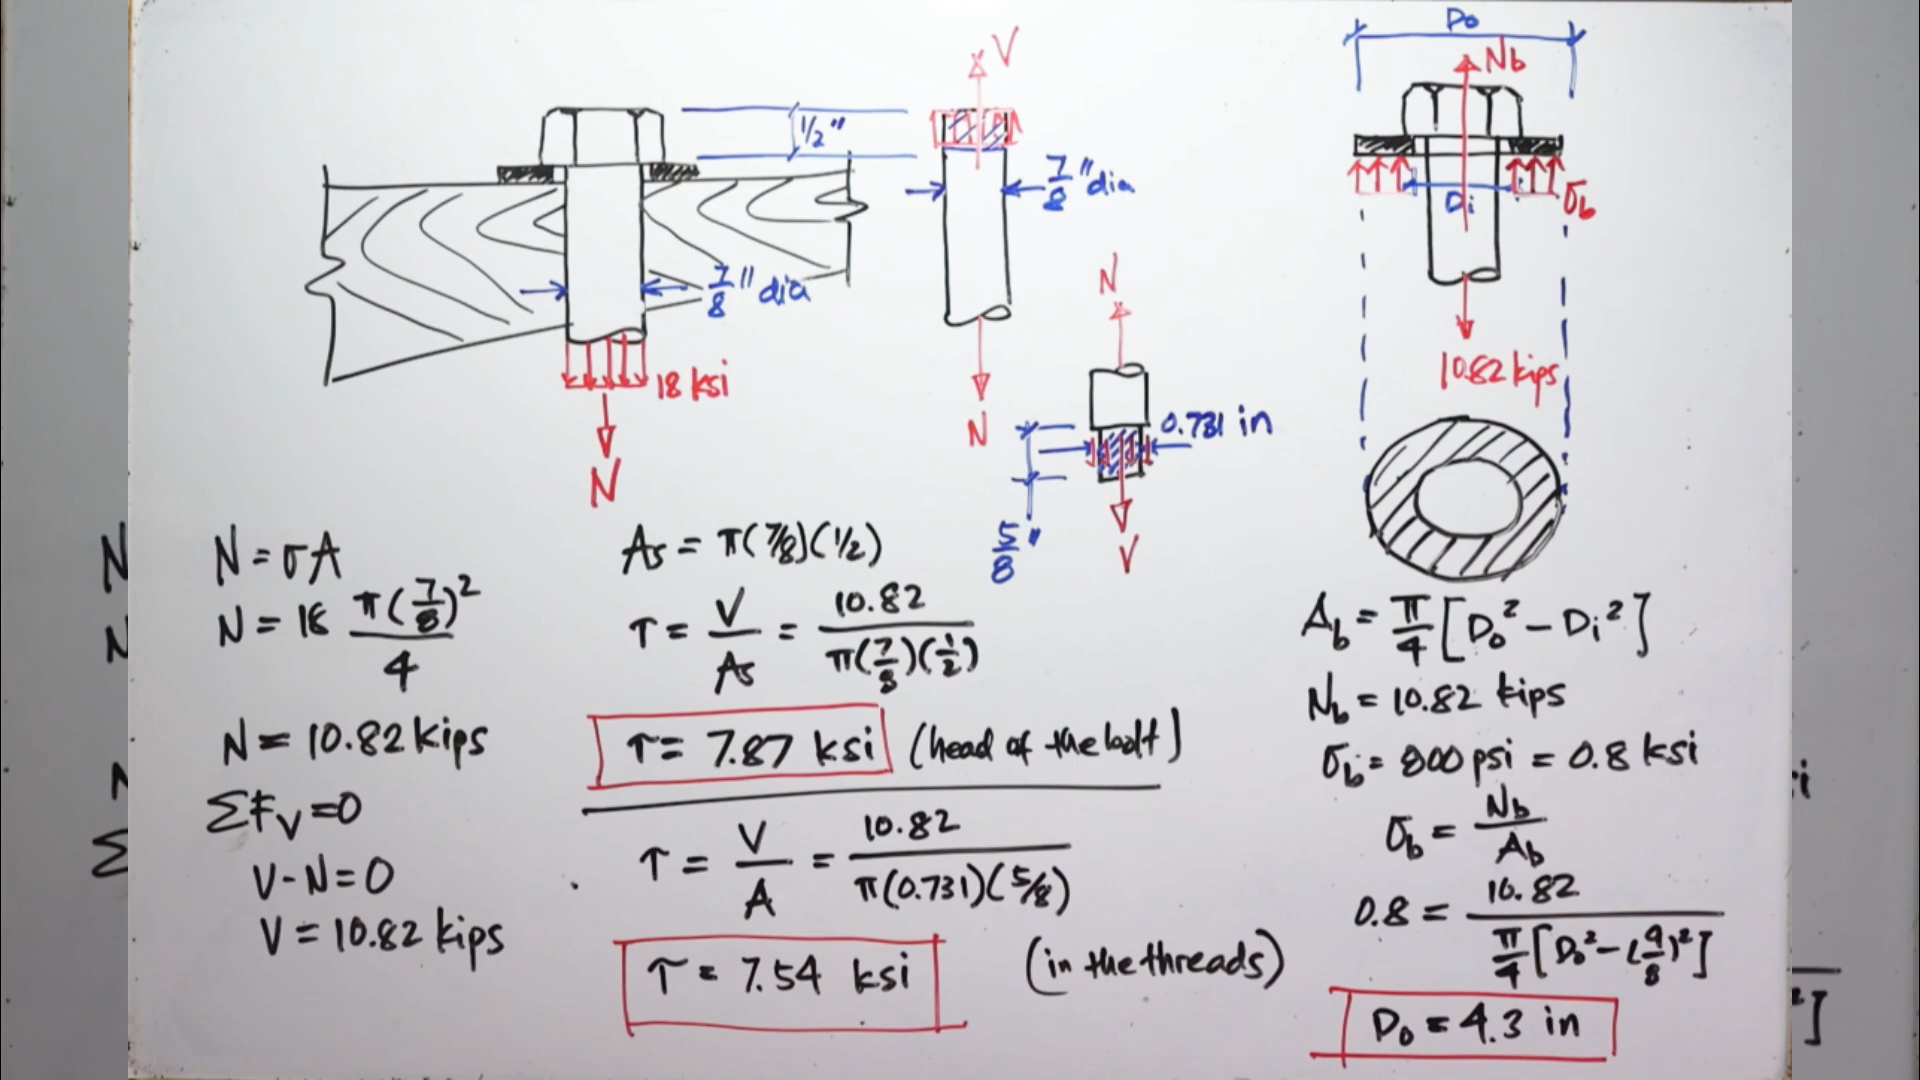 Do
V
Nb
1/2"
7/8" dia
σb
Di
7/8" dia
N
18 ksi
10.82 kips
N
0.731 in
N
5/8"
V
N = σA
N = 18 π(7/8)²/4
N = 10.82 kips
ΣFv = 0
V - N = 0
V = 10.82 kips
As = π(7/8)(1/2)
τ = V/As = 10.82/π(7/8)(1/2)
τ = 7.87 ksi (head of the bolt)
τ = V/A = 10.82/π(0.731)(5/8)
τ = 7.54 ksi (in the threads)
Ab = π/4 [Do² - Di²]
Nb = 10.82 kips
σb = 800 psi = 0.8 ksi
σb = Nb/Ab
0.8 = 10.82/π/4 [Do² - (9/8)²]
Do = 4.3 in